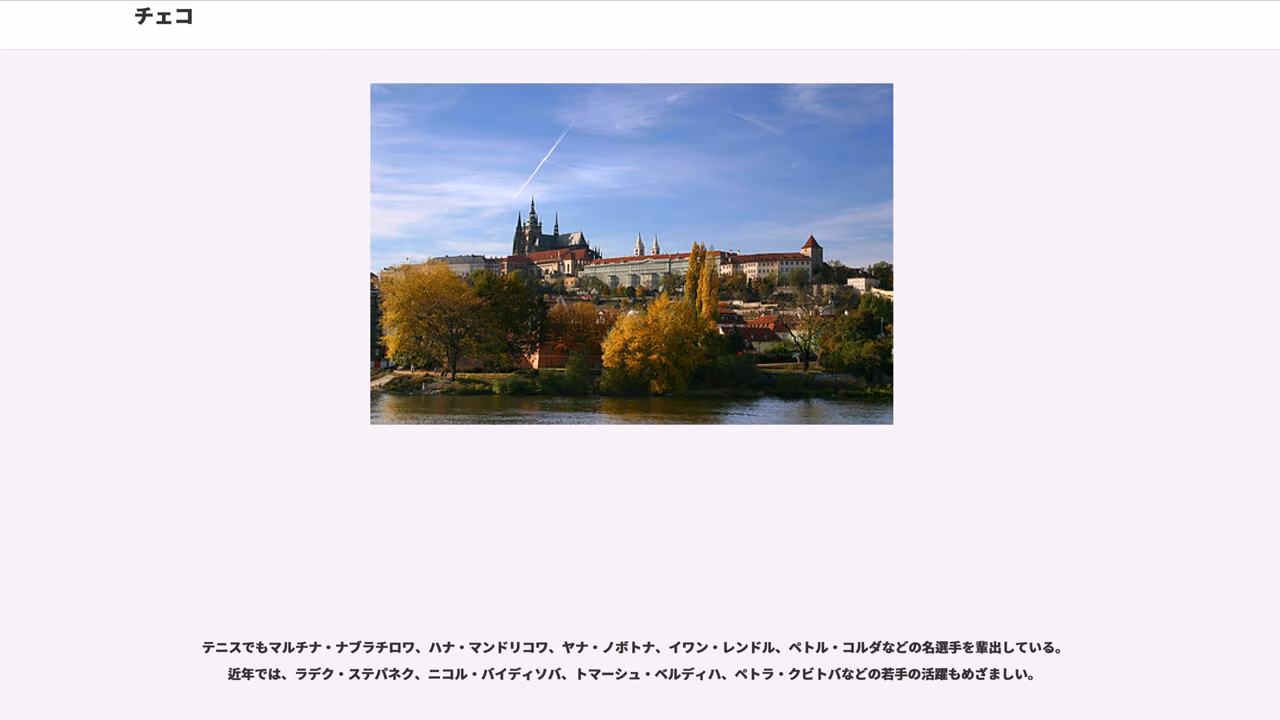 チェコ
テニスでもマルチナ・ナブラチロワ、ハナ・マンドリコワ、ヤナ・ノボトナ、イワン・レンドル、ペトル・コルダなどの名選手を輩出している。
近年では、ラデク・ステパネク、ニコル・バイディソバ、トマーシュ・ベルディハ、ペトラ・クビトバなどの若手の活躍もめざましい。